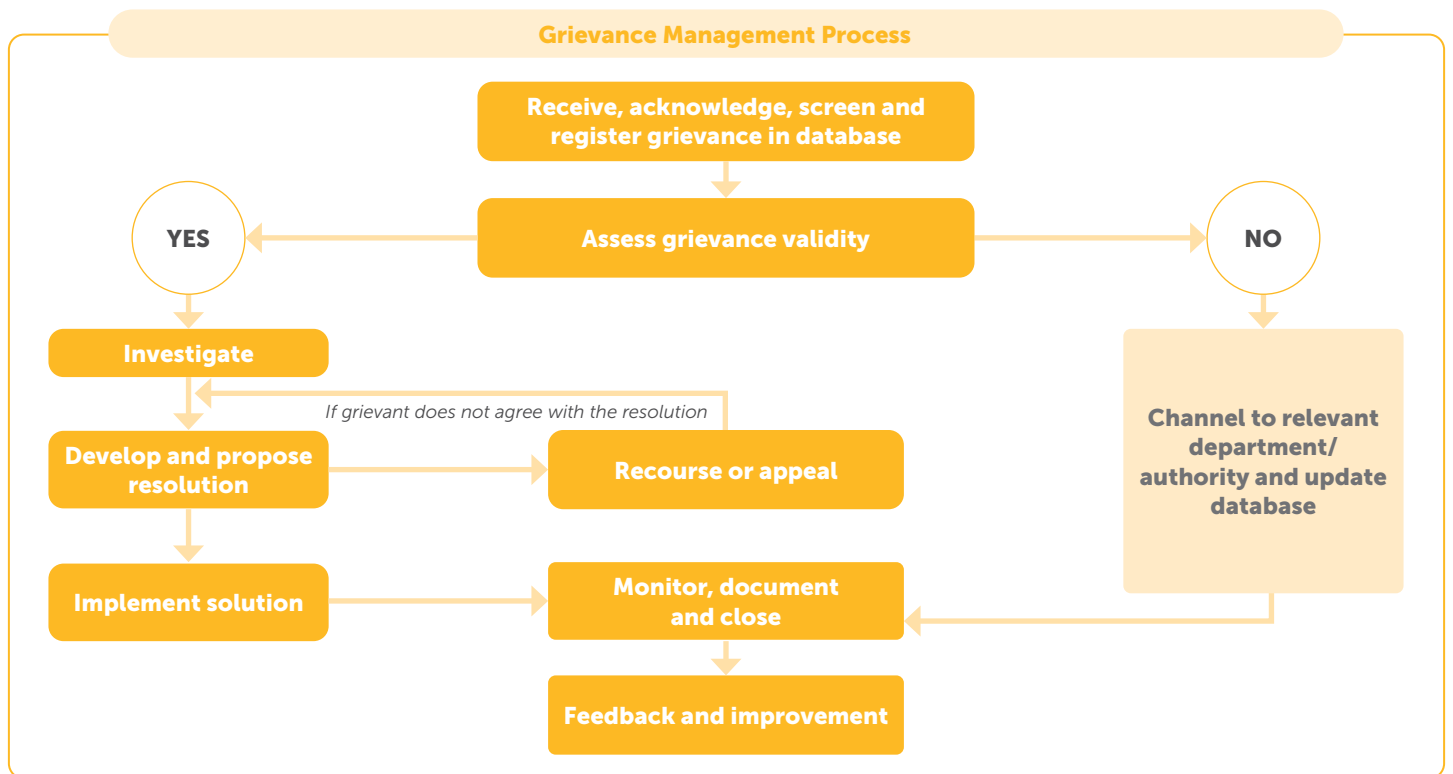 Grievance Management Process
Receive, acknowledge, screen and
register grievance in database
YES
Assess grievance validity
NO
Investigate
If grievant does not agree with the resolution
Develop and propose
resolution
Recourse or appeal
Channel to relevant
department/
authority and update
database
Implement solution
Monitor, document
and close
Feedback and improvement